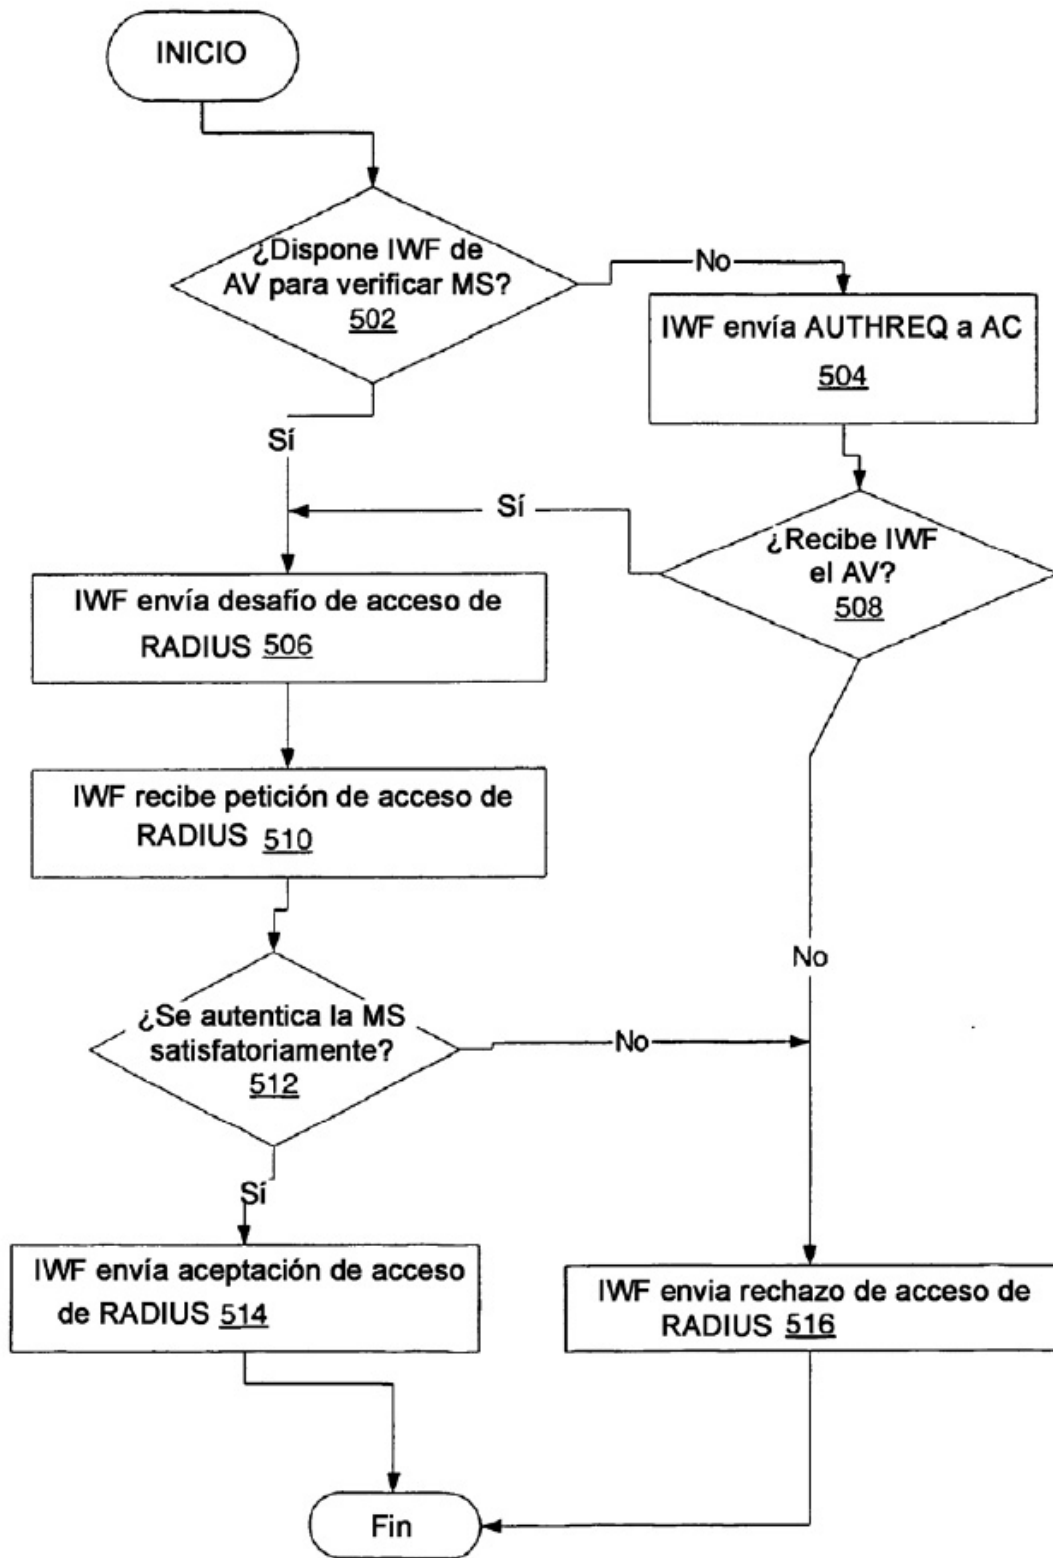 INICIO
¿Dispone IWF de
AV para verificar MS?
502
No
IWF envía AUTHREQ a AC
504
Sí
Sí
¿Recibe IWF
el AV?
508
IWF envía desafío de acceso de
RADIUS 506
IWF recibe petición de acceso de
RADIUS 510
No
¿Se autentica la MS
satisfatoriamente?
512
No
Sí
IWF envía aceptación de acceso
de RADIUS 514
IWF envia rechazo de acceso de
RADIUS 516
Fin